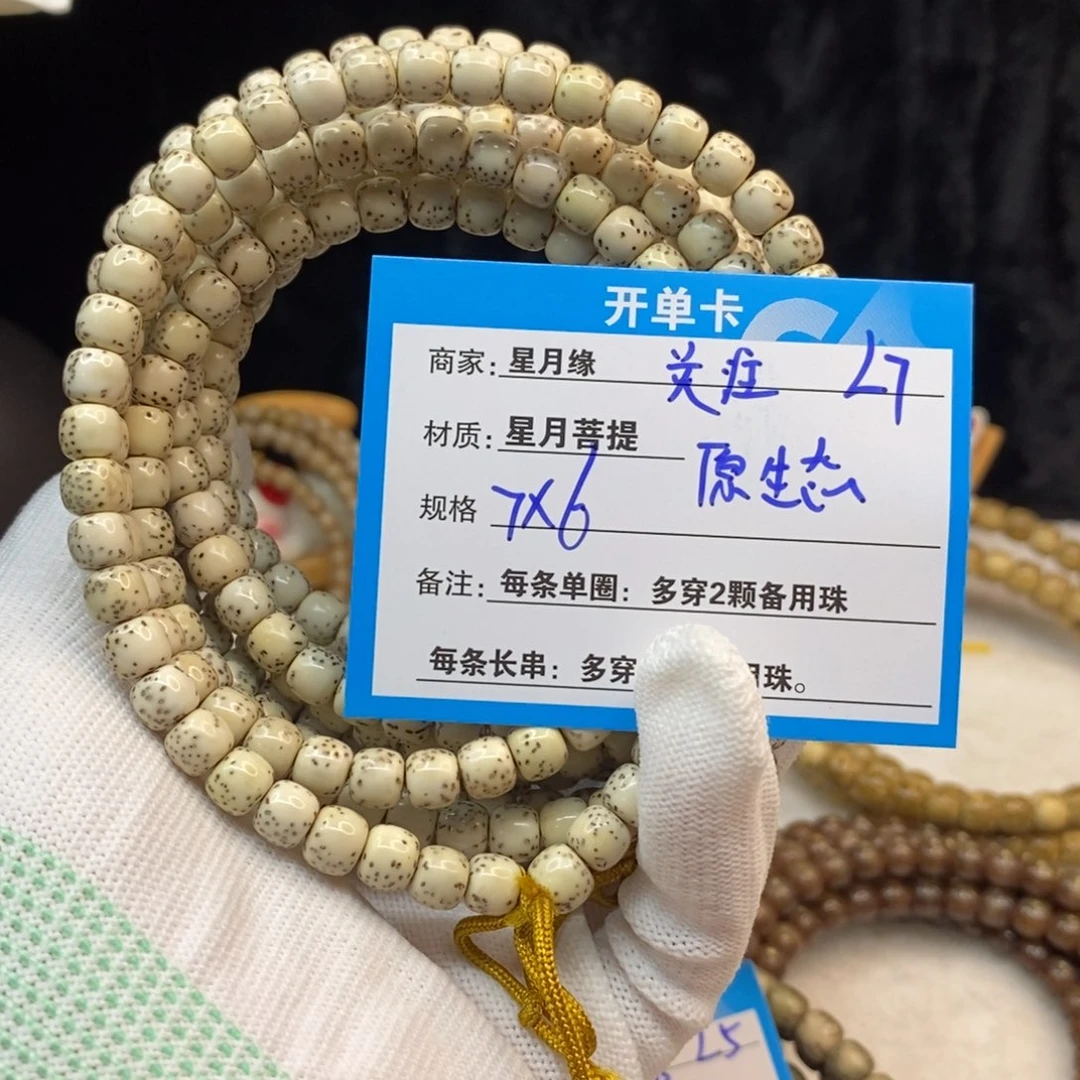 开单卡
商家：星月缘 关注 L7
材质：星月菩提 原生态
规格 7X6
备注：每条单圈：多穿2颗备用珠
每条长串：多穿 用珠。
L5